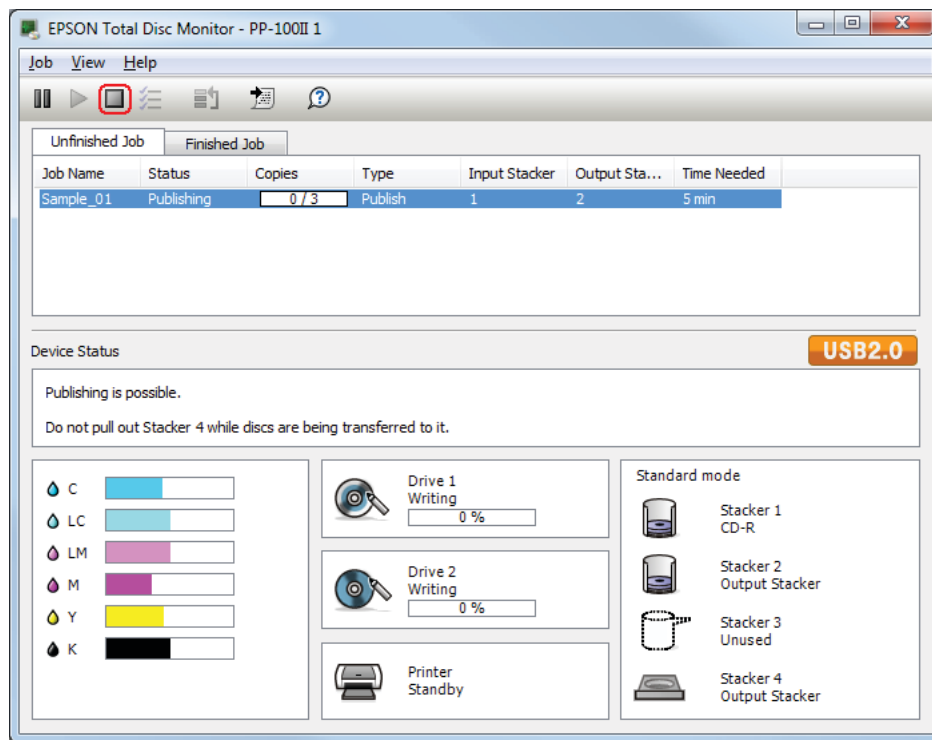 EPSON Total Disc Monitor - PP-100II 1
Job View Help
Unfinished Job Finished Job
Job Name Status Copies Type Input Stacker Output Sta... Time Needed
Sample_01 Publishing 0 / 3 Publish 1 2 5 min
Device Status
USB2.0
Publishing is possible.
Do not pull out Stacker 4 while discs are being transferred to it.
C
LC
LM
M
Y
K
Drive 1
Writing
0 %
Drive 2
Writing
0 %
Printer
Standby
Standard mode
Stacker 1
CD-R
Stacker 2
Output Stacker
Stacker 3
Unused
Stacker 4
Output Stacker